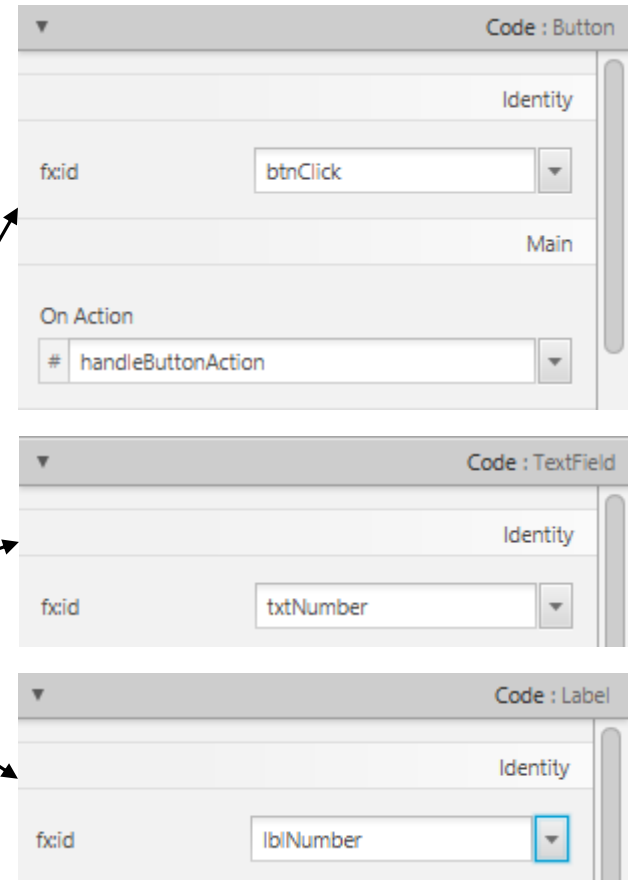 Code : Button
Identity
fx:id btnClick
Main
On Action
# handleButtonAction
Code : TextField
Identity
fx:id txtNumber
Code : Label
Identity
fx:id lblNumber